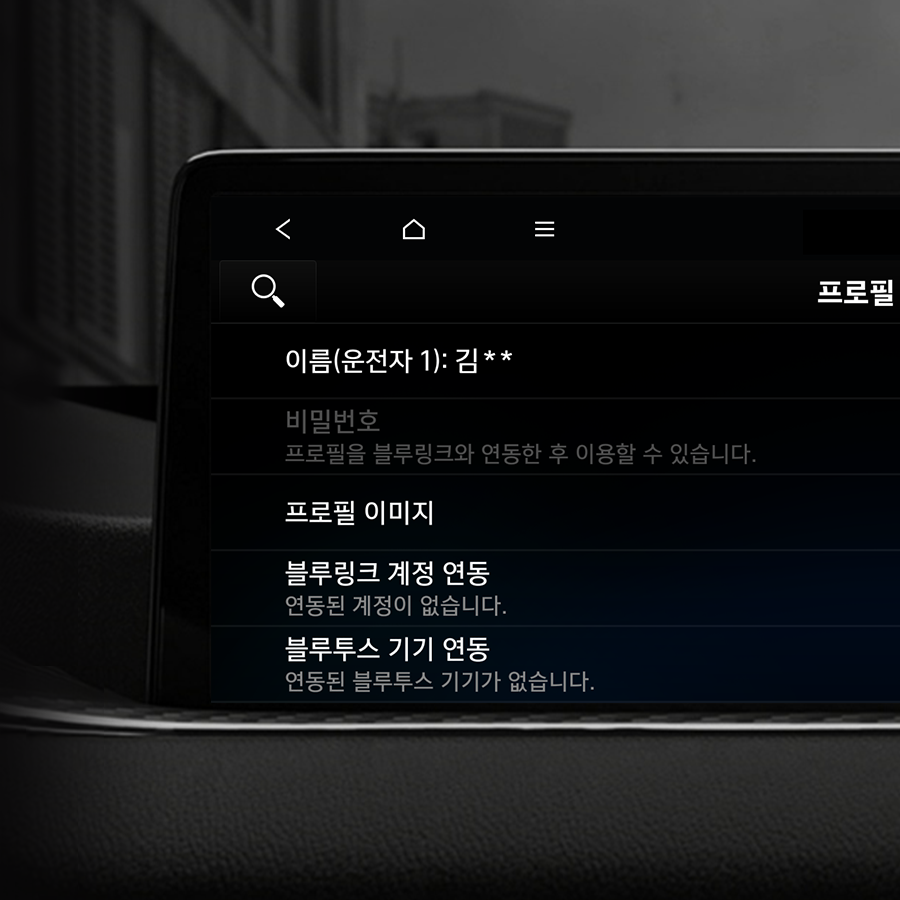 프로필
이름(운전자 1): 김**
비밀번호
프로필을 블루링크와 연동한 후 이용할 수 있습니다.
프로필 이미지
블루링크 계정 연동
연동된 계정이 없습니다.
블루투스 기기 연동
연동된 블루투스 기기가 없습니다.